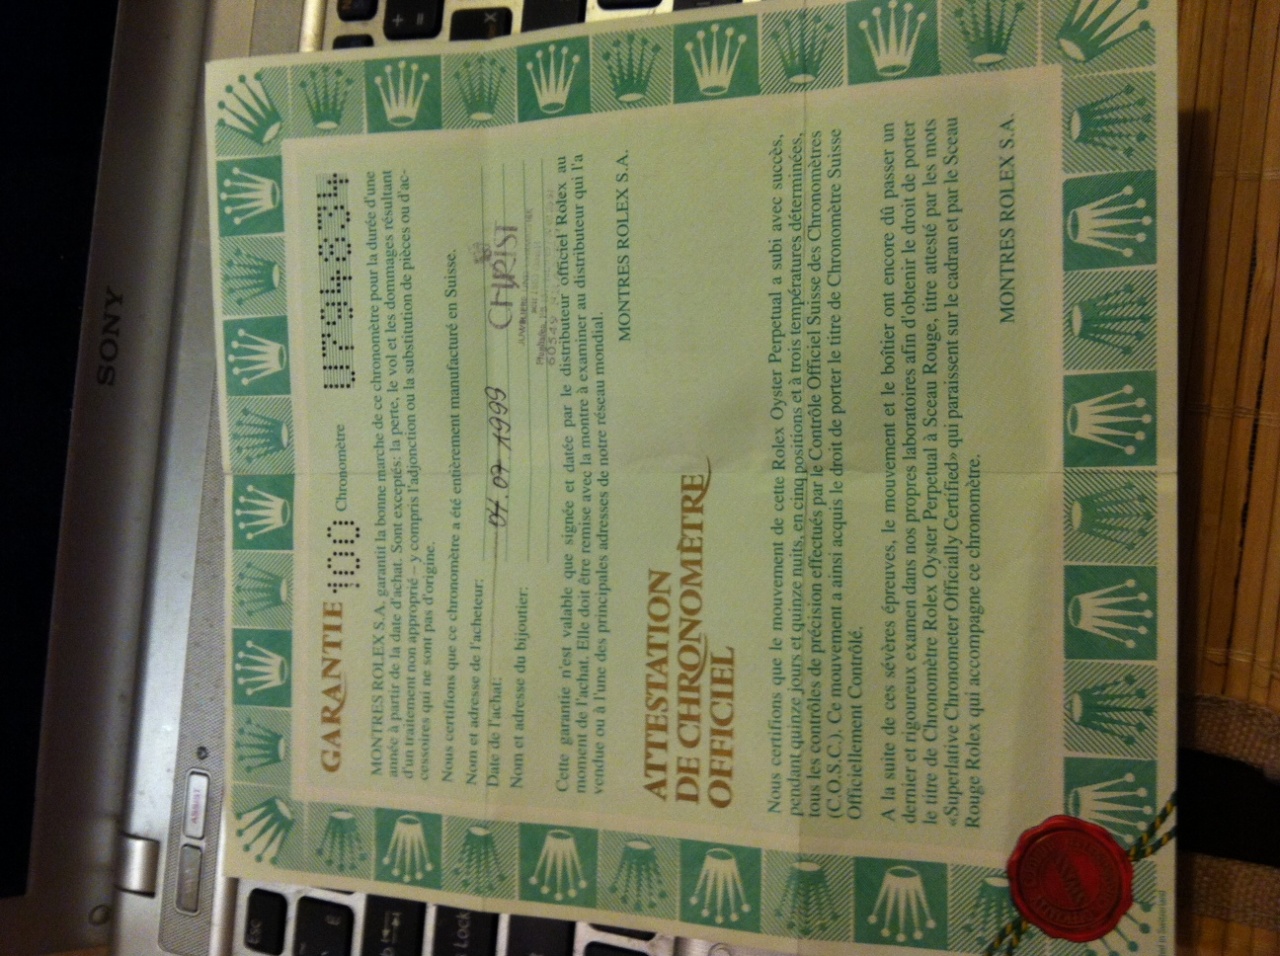 SONY
ASSIST
Esc
Lock
GARANTIE 100 Chronomètre
MONTRES ROLEX S.A. garantit la bonne marche de ce chronomètre pour la durée d'une
année à partir de la date d'achat. Sont exceptés: la perte, le vol et les dommages résultant
d'un traitement non approprié – y compris l'adjonction ou la substitution de pièces ou d'ac-
cessoires qui ne sont pas d'origine.
Nous certifions que ce chronomètre a été entièrement manufacturé en Suisse.
Nom et adresse de l'acheteur:
Date de l'achat: 04.07 1999
Nom et adresse du bijoutier: CHRIST
60549
Cette garantie n'est valable que signée et datée par le distributeur officiel Rolex au
moment de l'achat. Elle doit être remise avec la montre à examiner au distributeur qui l'a
vendue ou à l'une des principales adresses de notre réseau mondial.
MONTRES ROLEX S.A.
ATTESTATION
DE CHRONOMÈTRE
OFFICIEL
Nous certifions que le mouvement de cette Rolex Oyster Perpetual a subi avec succès,
pendant quinze jours et quinze nuits, en cinq positions et à trois températures déterminées,
tous les contrôles de précision effectués par le Contrôle Officiel Suisse des Chronomètres
(C.O.S.C.). Ce mouvement a ainsi acquis le droit de porter le titre de Chronomètre Suisse
Officiellement Contrôlé.
A la suite de ces sévères épreuves, le mouvement et le boîtier ont encore dû passer un
dernier et rigoureux examen dans nos propres laboratoires afin d'obtenir le droit de porter
le titre de Chronomètre Rolex Oyster Perpetual à Sceau Rouge, titre attesté par les mots
«Superlative Chronometer Officially Certified» qui paraissent sur le cadran et par le Sceau
Rouge Rolex qui accompagne ce chronomètre.
MONTRES ROLEX S.A.